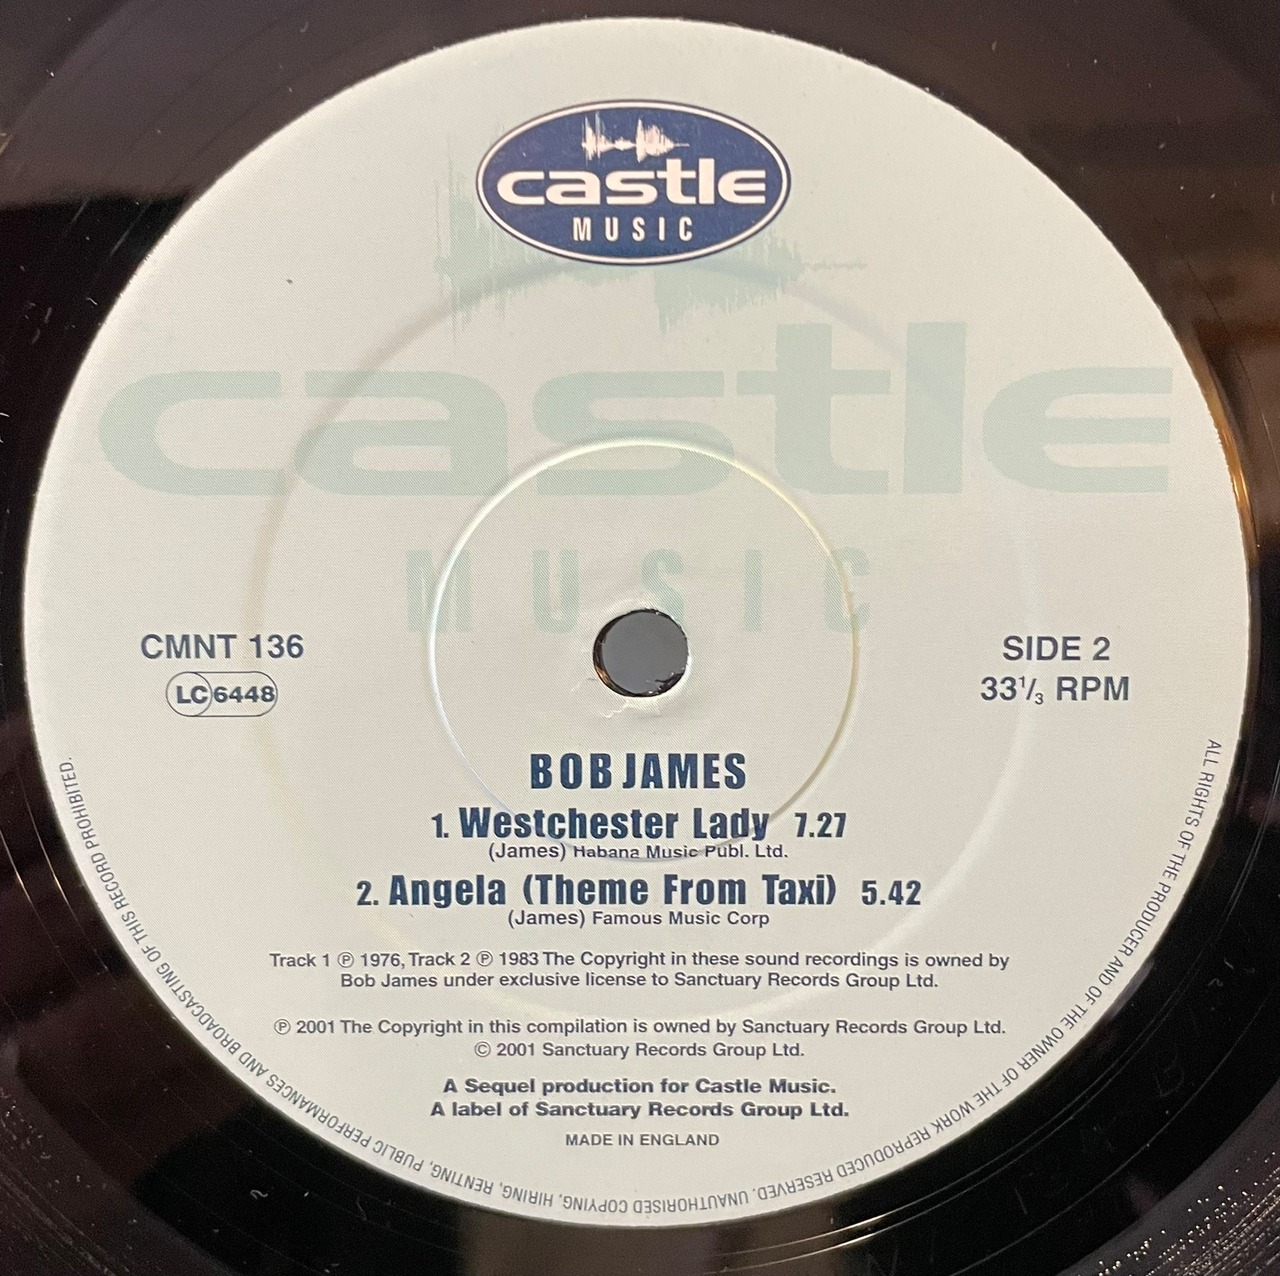 castle
MUSIC
castle
MUSIC
CMNT 136
LC 6448
SIDE 2
33 1/3 RPM
BOB JAMES
1. Westchester Lady 7.27
(James) Habana Music Publ. Ltd.
2. Angela (Theme From Taxi) 5.42
(James) Famous Music Corp
Track 1 ℗ 1976, Track 2 ℗ 1983 The Copyright in these sound recordings is owned by
Bob James under exclusive license to Sanctuary Records Group Ltd.
℗ 2001 The Copyright in this compilation is owned by Sanctuary Records Group Ltd.
© 2001 Sanctuary Records Group Ltd.
A Sequel production for Castle Music.
A label of Sanctuary Records Group Ltd.
MADE IN ENGLAND
ALL RIGHTS OF THE PRODUCER AND OF THE OWNER OF THE WORK REPRODUCED RESERVED. UNAUTHORISED COPYING, HIRING, RENTING, PUBLIC PERFORMANCES AND BROADCASTING OF THIS RECORD PROHIBITED.